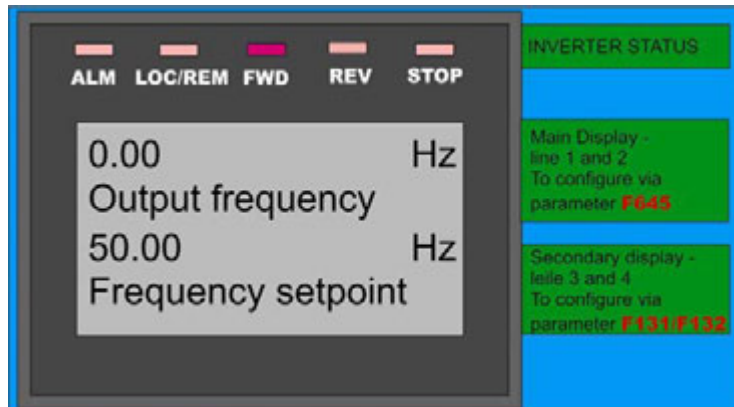 ALM LOC/REM FWD REV STOP
0.00 Hz
Output frequency
50.00 Hz
Frequency setpoint
INVERTER STATUS
Main Display -
line 1 and 2
To configure via
parameter F645
Secondary display -
leile 3 and 4
To configure via
parameter F131/F132